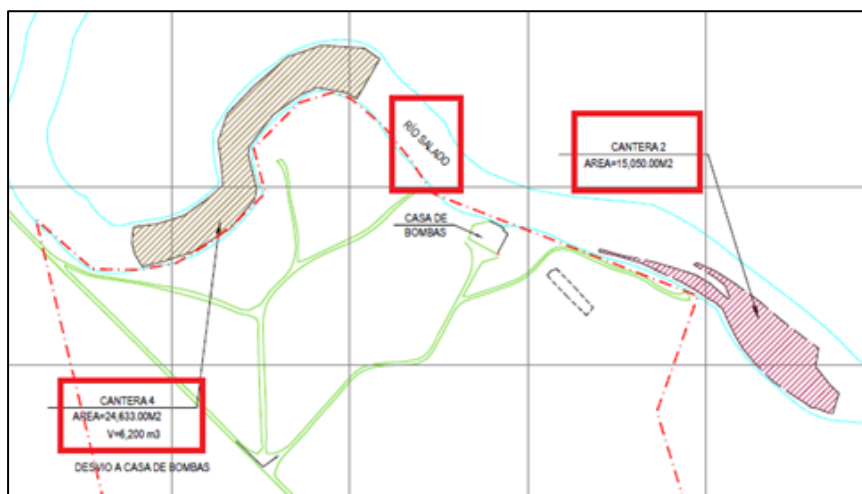 RÍO SALADO
CANTERA 2
AREA=15,050.00M2
CASA DE
BOMBAS
CANTERA 4
AREA=24,633.00M2
V=6,200 m3
DESVIO A CASA DE BOMBAS